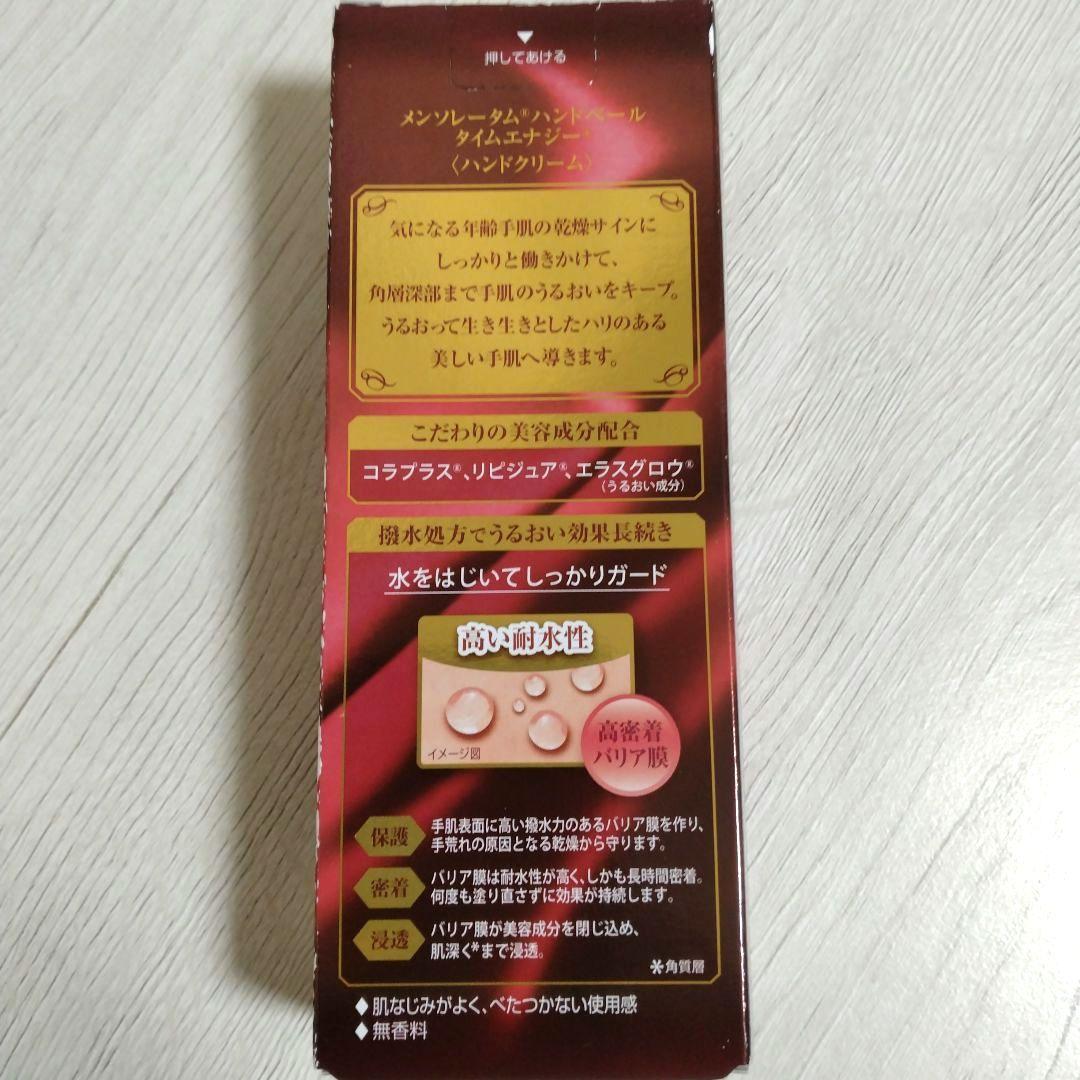 押してあける
メンソレータム®ハンドベール
タイムエナジー
〈ハンドクリーム〉
気になる年齢手肌の乾燥サインに
しっかりと働きかけて、
角層深部まで手肌のうるおいをキープ。
うるおって生き生きとしたハリのある
美しい手肌へ導きます。
こだわりの美容成分配合
コラプラス®、リピジュア®、エラスグロウ®
（うるおい成分）
撥水処方でうるおい効果長続き
水をはじいてしっかりガード
高い耐水性
イメージ図
高密着
バリア膜
保護
手肌表面に高い撥水力のあるバリア膜を作り、
手荒れの原因となる乾燥から守ります。
密着
バリア膜は耐水性が高く、しかも長時間密着。
何度も塗り直さずに効果が持続します。
浸透
バリア膜が美容成分を閉じ込め、
肌深く*まで浸透。
*角質層
◆肌なじみがよく、べたつかない使用感
◆無香料